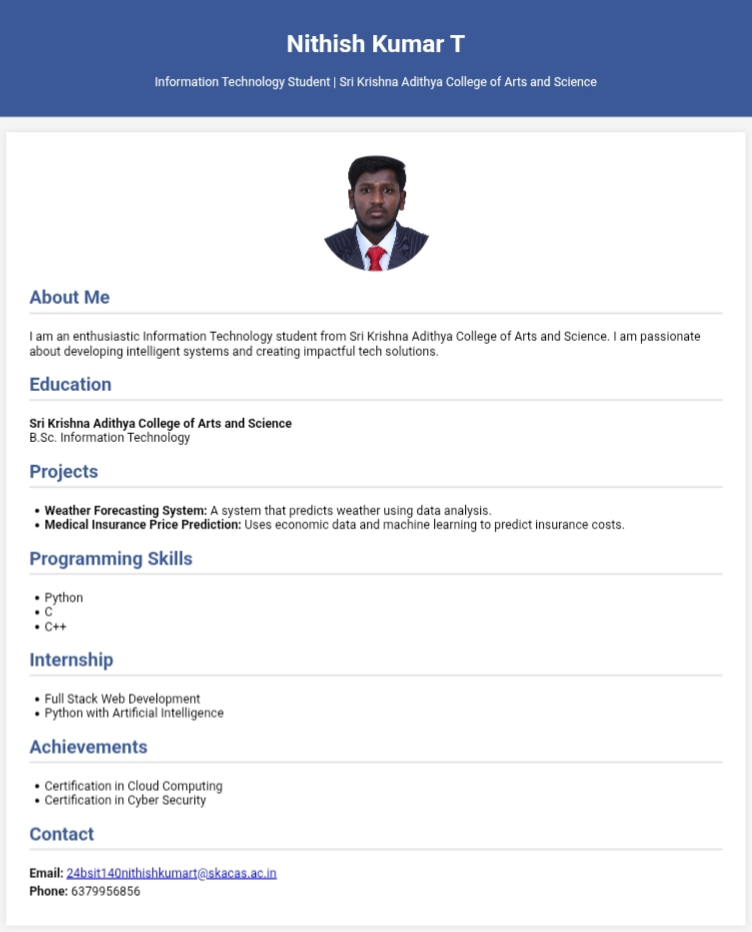 Nithish Kumar T
Information Technology Student | Sri Krishna Adithya College of Arts and Science
About Me
I am an enthusiastic Information Technology student from Sri Krishna Adithya College of Arts and Science. I am passionate
about developing intelligent systems and creating impactful tech solutions.
Education
Sri Krishna Adithya College of Arts and Science
B.Sc. Information Technology
Projects
• Weather Forecasting System: A system that predicts weather using data analysis.
• Medical Insurance Price Prediction: Uses economic data and machine learning to predict insurance costs.
Programming Skills
• Python
• C
• C++
Internship
• Full Stack Web Development
• Python with Artificial Intelligence
Achievements
• Certification in Cloud Computing
• Certification in Cyber Security
Contact
Email: 24bsit140nithishkumart@skacas.ac.in
Phone: 6379956856